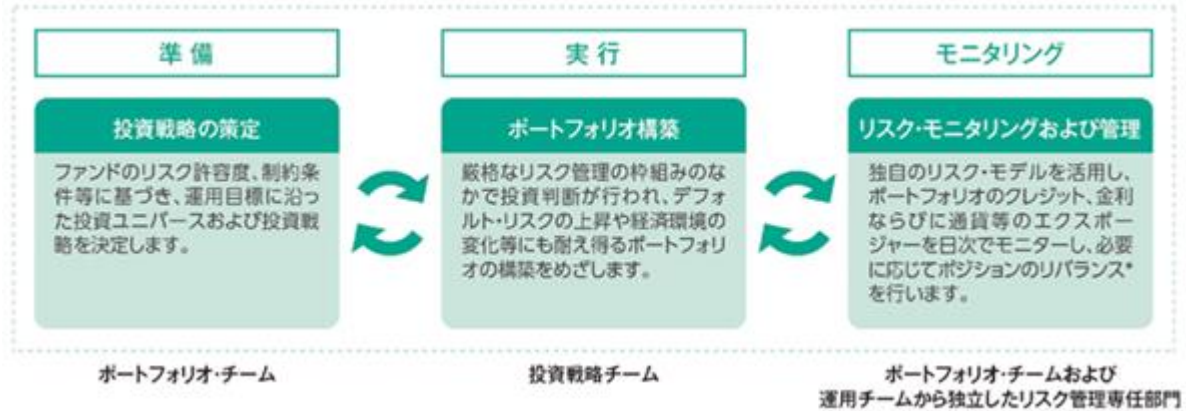 準備
投資戦略の策定
ファンドのリスク許容度、制約条
件等に基づき、運用目標に沿っ
た投資ユニバースおよび投資戦
略を決定します。
ポートフォリオ・チーム
実行
ポートフォリオ構築
厳格なリスク管理の枠組みのな
かで投資判断が行われ、デフォ
ルト・リスクの上昇や経済環境の
変化等にも耐え得るポートフォリ
オの構築をめざします。
投資戦略チーム
モニタリング
リスク・モニタリングおよび管理
独自のリスク・モデルを活用し、
ポートフォリオのクレジット、金利
ならびに通貨等のエクスポー
ジャーを日次でモニターし、必要
に応じてポジションのリバランス*
を行います。
ポートフォリオ・チームおよび
運用チームから独立したリスク管理専任部門